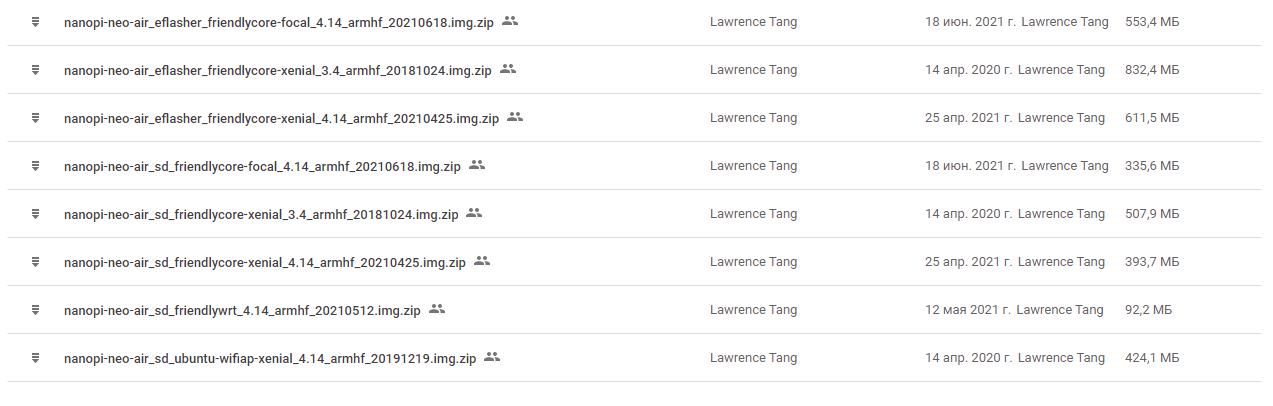 nanopi-neo-air_eflasher_friendlycore-focal_4.14_armhf_20210618.img.zip Lawrence Tang 18 июн. 2021 г. Lawrence Tang 553,4 МБ
nanopi-neo-air_eflasher_friendlycore-xenial_3.4_armhf_20181024.img.zip Lawrence Tang 14 апр. 2020 г. Lawrence Tang 832,4 МБ
nanopi-neo-air_eflasher_friendlycore-xenial_4.14_armhf_20210425.img.zip Lawrence Tang 25 апр. 2021 г. Lawrence Tang 611,5 МБ
nanopi-neo-air_sd_friendlycore-focal_4.14_armhf_20210618.img.zip Lawrence Tang 18 июн. 2021 г. Lawrence Tang 335,6 МБ
nanopi-neo-air_sd_friendlycore-xenial_3.4_armhf_20181024.img.zip Lawrence Tang 14 апр. 2020 г. Lawrence Tang 507,9 МБ
nanopi-neo-air_sd_friendlycore-xenial_4.14_armhf_20210425.img.zip Lawrence Tang 25 апр. 2021 г. Lawrence Tang 393,7 МБ
nanopi-neo-air_sd_friendlywrt_4.14_armhf_20210512.img.zip Lawrence Tang 12 мая 2021 г. Lawrence Tang 92,2 МБ
nanopi-neo-air_sd_ubuntu-wifiap-xenial_4.14_armhf_20191219.img.zip Lawrence Tang 14 апр. 2020 г. Lawrence Tang 424,1 МБ